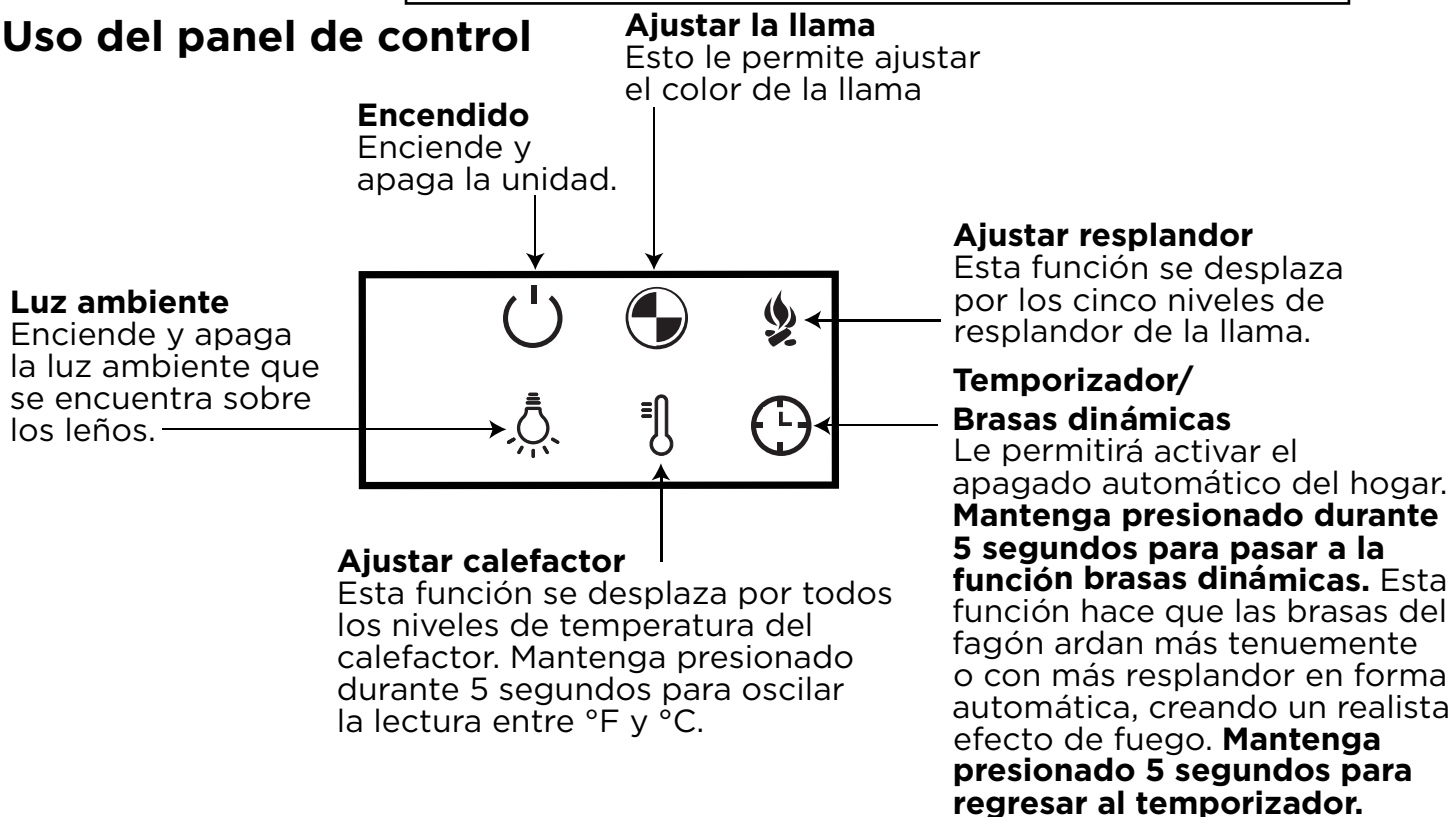 Uso del panel de control
Ajustar la llama
Esto le permite ajustar
el color de la llama
Encendido
Enciende y
apaga la unidad.
Luz ambiente
Enciende y apaga
la luz ambiente que
se encuentra sobre
los leños.
Ajustar resplandor
Esta función se desplaza
por los cinco niveles de
resplandor de la llama.
Temporizador/
Brasas dinámicas
Le permitirá activar el
apagado automático del hogar.
Mantenga presionado durante
5 segundos para pasar a la
función brasas dinámicas. Esta
función hace que las brasas del
fagón ardan más tenuemente
o con más resplandor en forma
automática, creando un realista
efecto de fuego. Mantenga
presionado 5 segundos para
regresar al temporizador.
Ajustar calefactor
Esta función se desplaza por todos
los niveles de temperatura del
calefactor. Mantenga presionado
durante 5 segundos para oscilar
la lectura entre °F y °C.